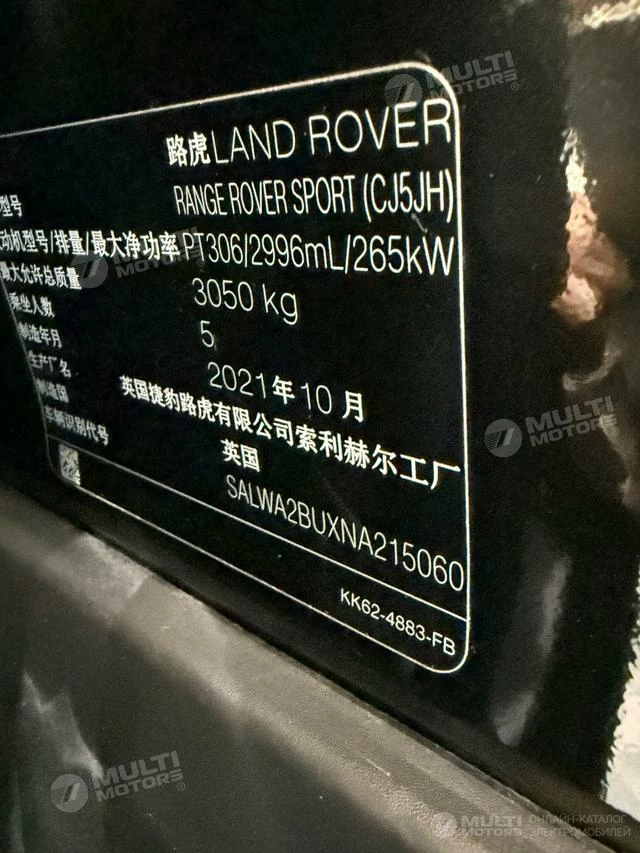 路虎LAND ROVER
型号 RANGE ROVER SPORT (CJ5JH)
动机型号/排量/最大净功率 PT306/2996mL/265kW
最大允许总质量 3050 kg
乘坐人数 5
制造年月 2021年10月
生产厂名 英国捷豹路虎有限公司索利赫尔工厂
制造国 英国
车辆识别代号 SALWA2BUXNA215060
KK62-4883-FB
MULTI MOTORS®
MULTI MOTORS
MULTI MOTORS®
MULTI MOTORS®
MULTI MOTORS
ОНЛАЙН-КАТАЛОГ
ЭЛЕКТРОМОБИЛЕЙ